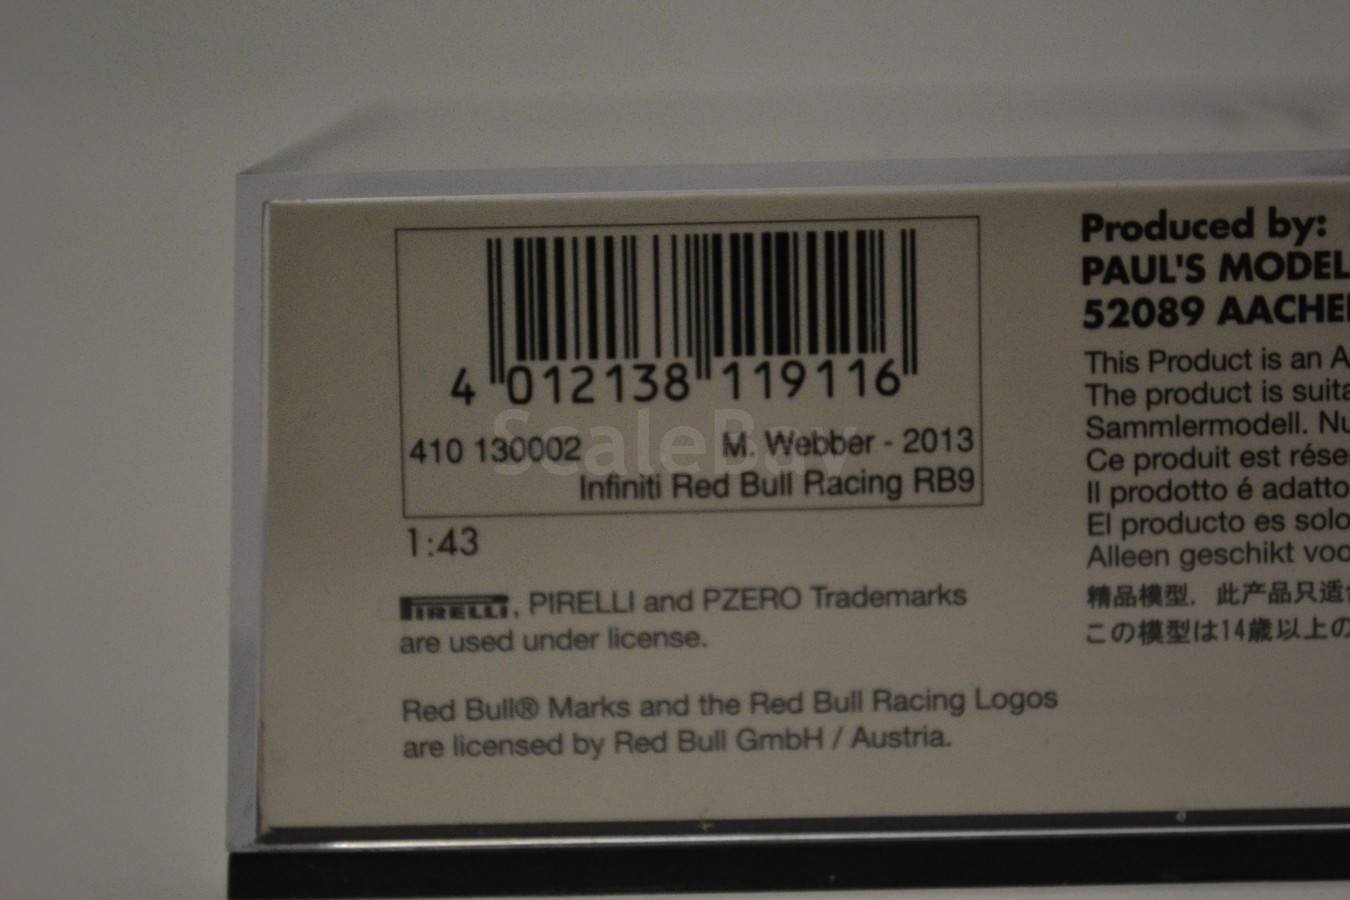 4 012138 119116
410 130002 M. Webber - 2013
Infiniti Red Bull Racing RB9
1:43
PIRELLI, PIRELLI and PZERO Trademarks
are used under license.
Red Bull® Marks and the Red Bull Racing Logos
are licensed by Red Bull GmbH / Austria.
Produced by:
PAUL'S MODEL
52089 AACHE
This Product is an A
The product is suita
Sammlermodell. Nu
Ce produit est rése
Il prodotto é adatto
El producto es solo
Alleen geschikt voo
精品模型，此产品只适
この模型は14歳以上の
ScaleBay